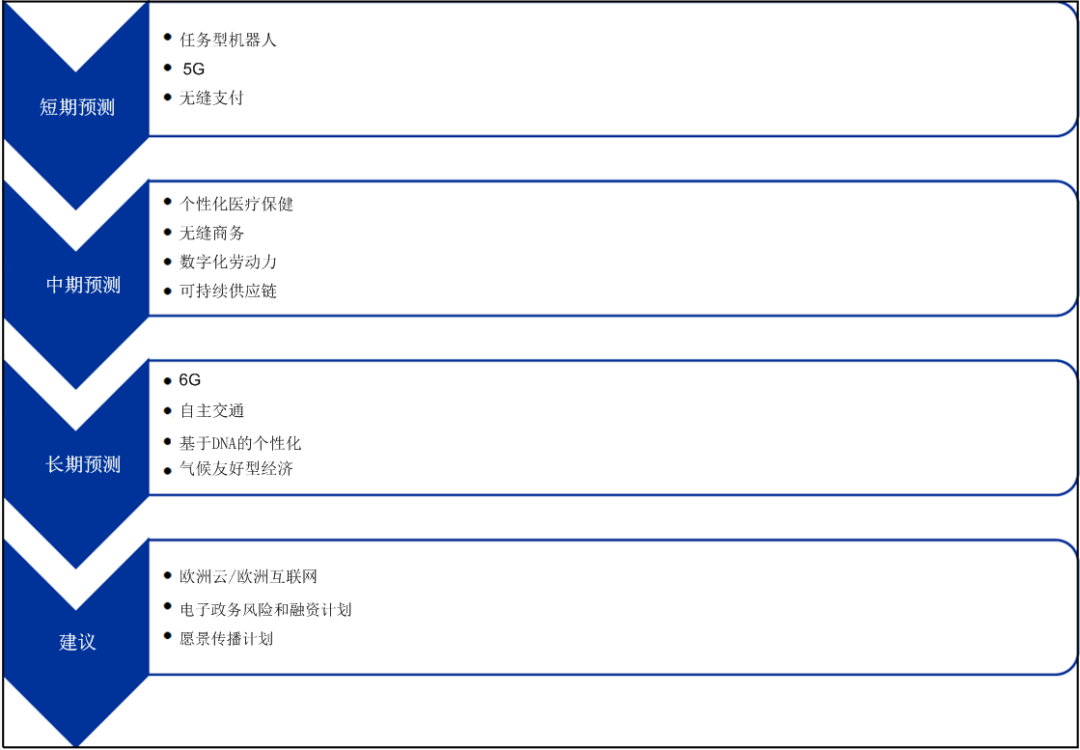 短期预测
● 任务型机器人
● 5G
● 无缝支付
中期预测
● 个性化医疗保健
● 无缝商务
● 数字化劳动力
● 可持续供应链
长期预测
● 6G
● 自主交通
● 基于DNA的个性化
● 气候友好型经济
建议
● 欧洲云/欧洲互联网
● 电子政务风险和融资计划
● 愿景传播计划